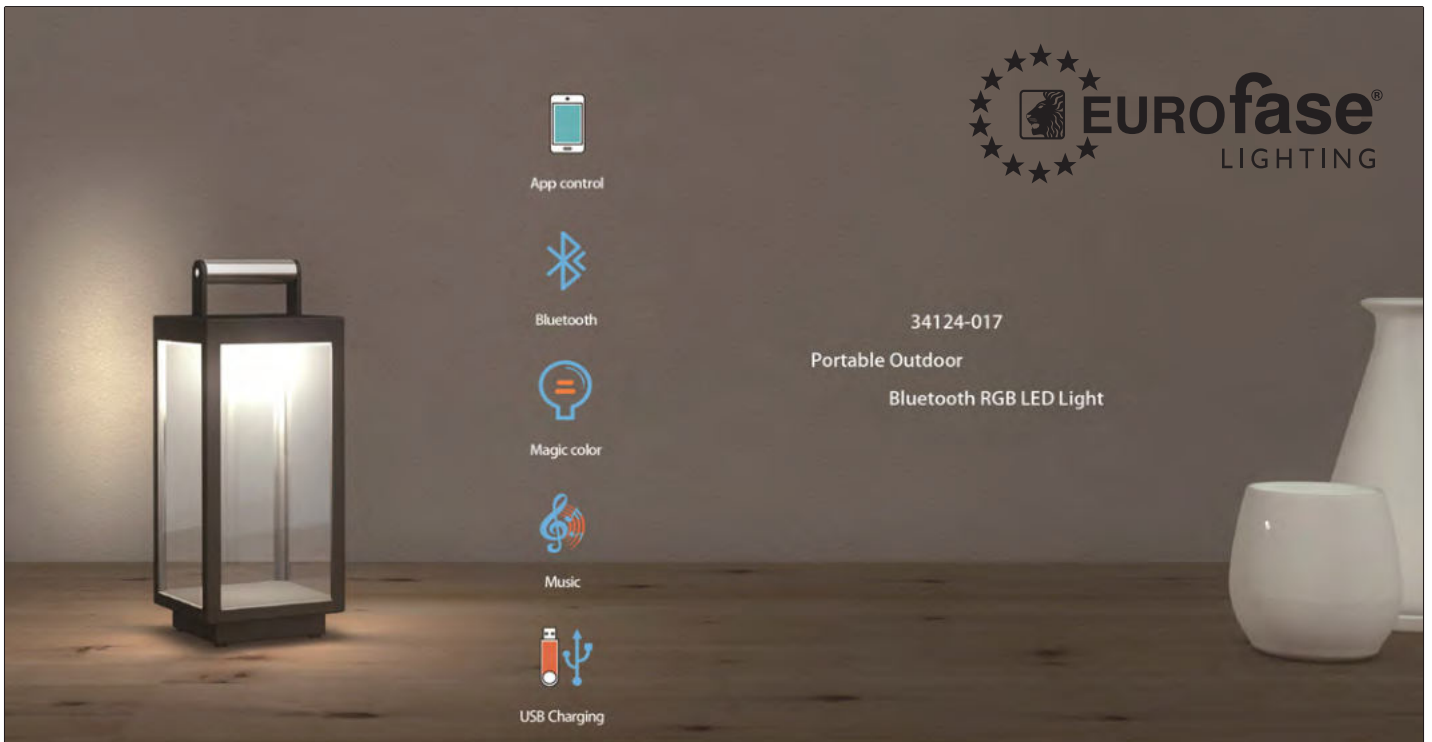 EUROfase®
LIGHTING
App control
Bluetooth
Magic color
Music
USB Charging
34124-017
Portable Outdoor
Bluetooth RGB LED Light